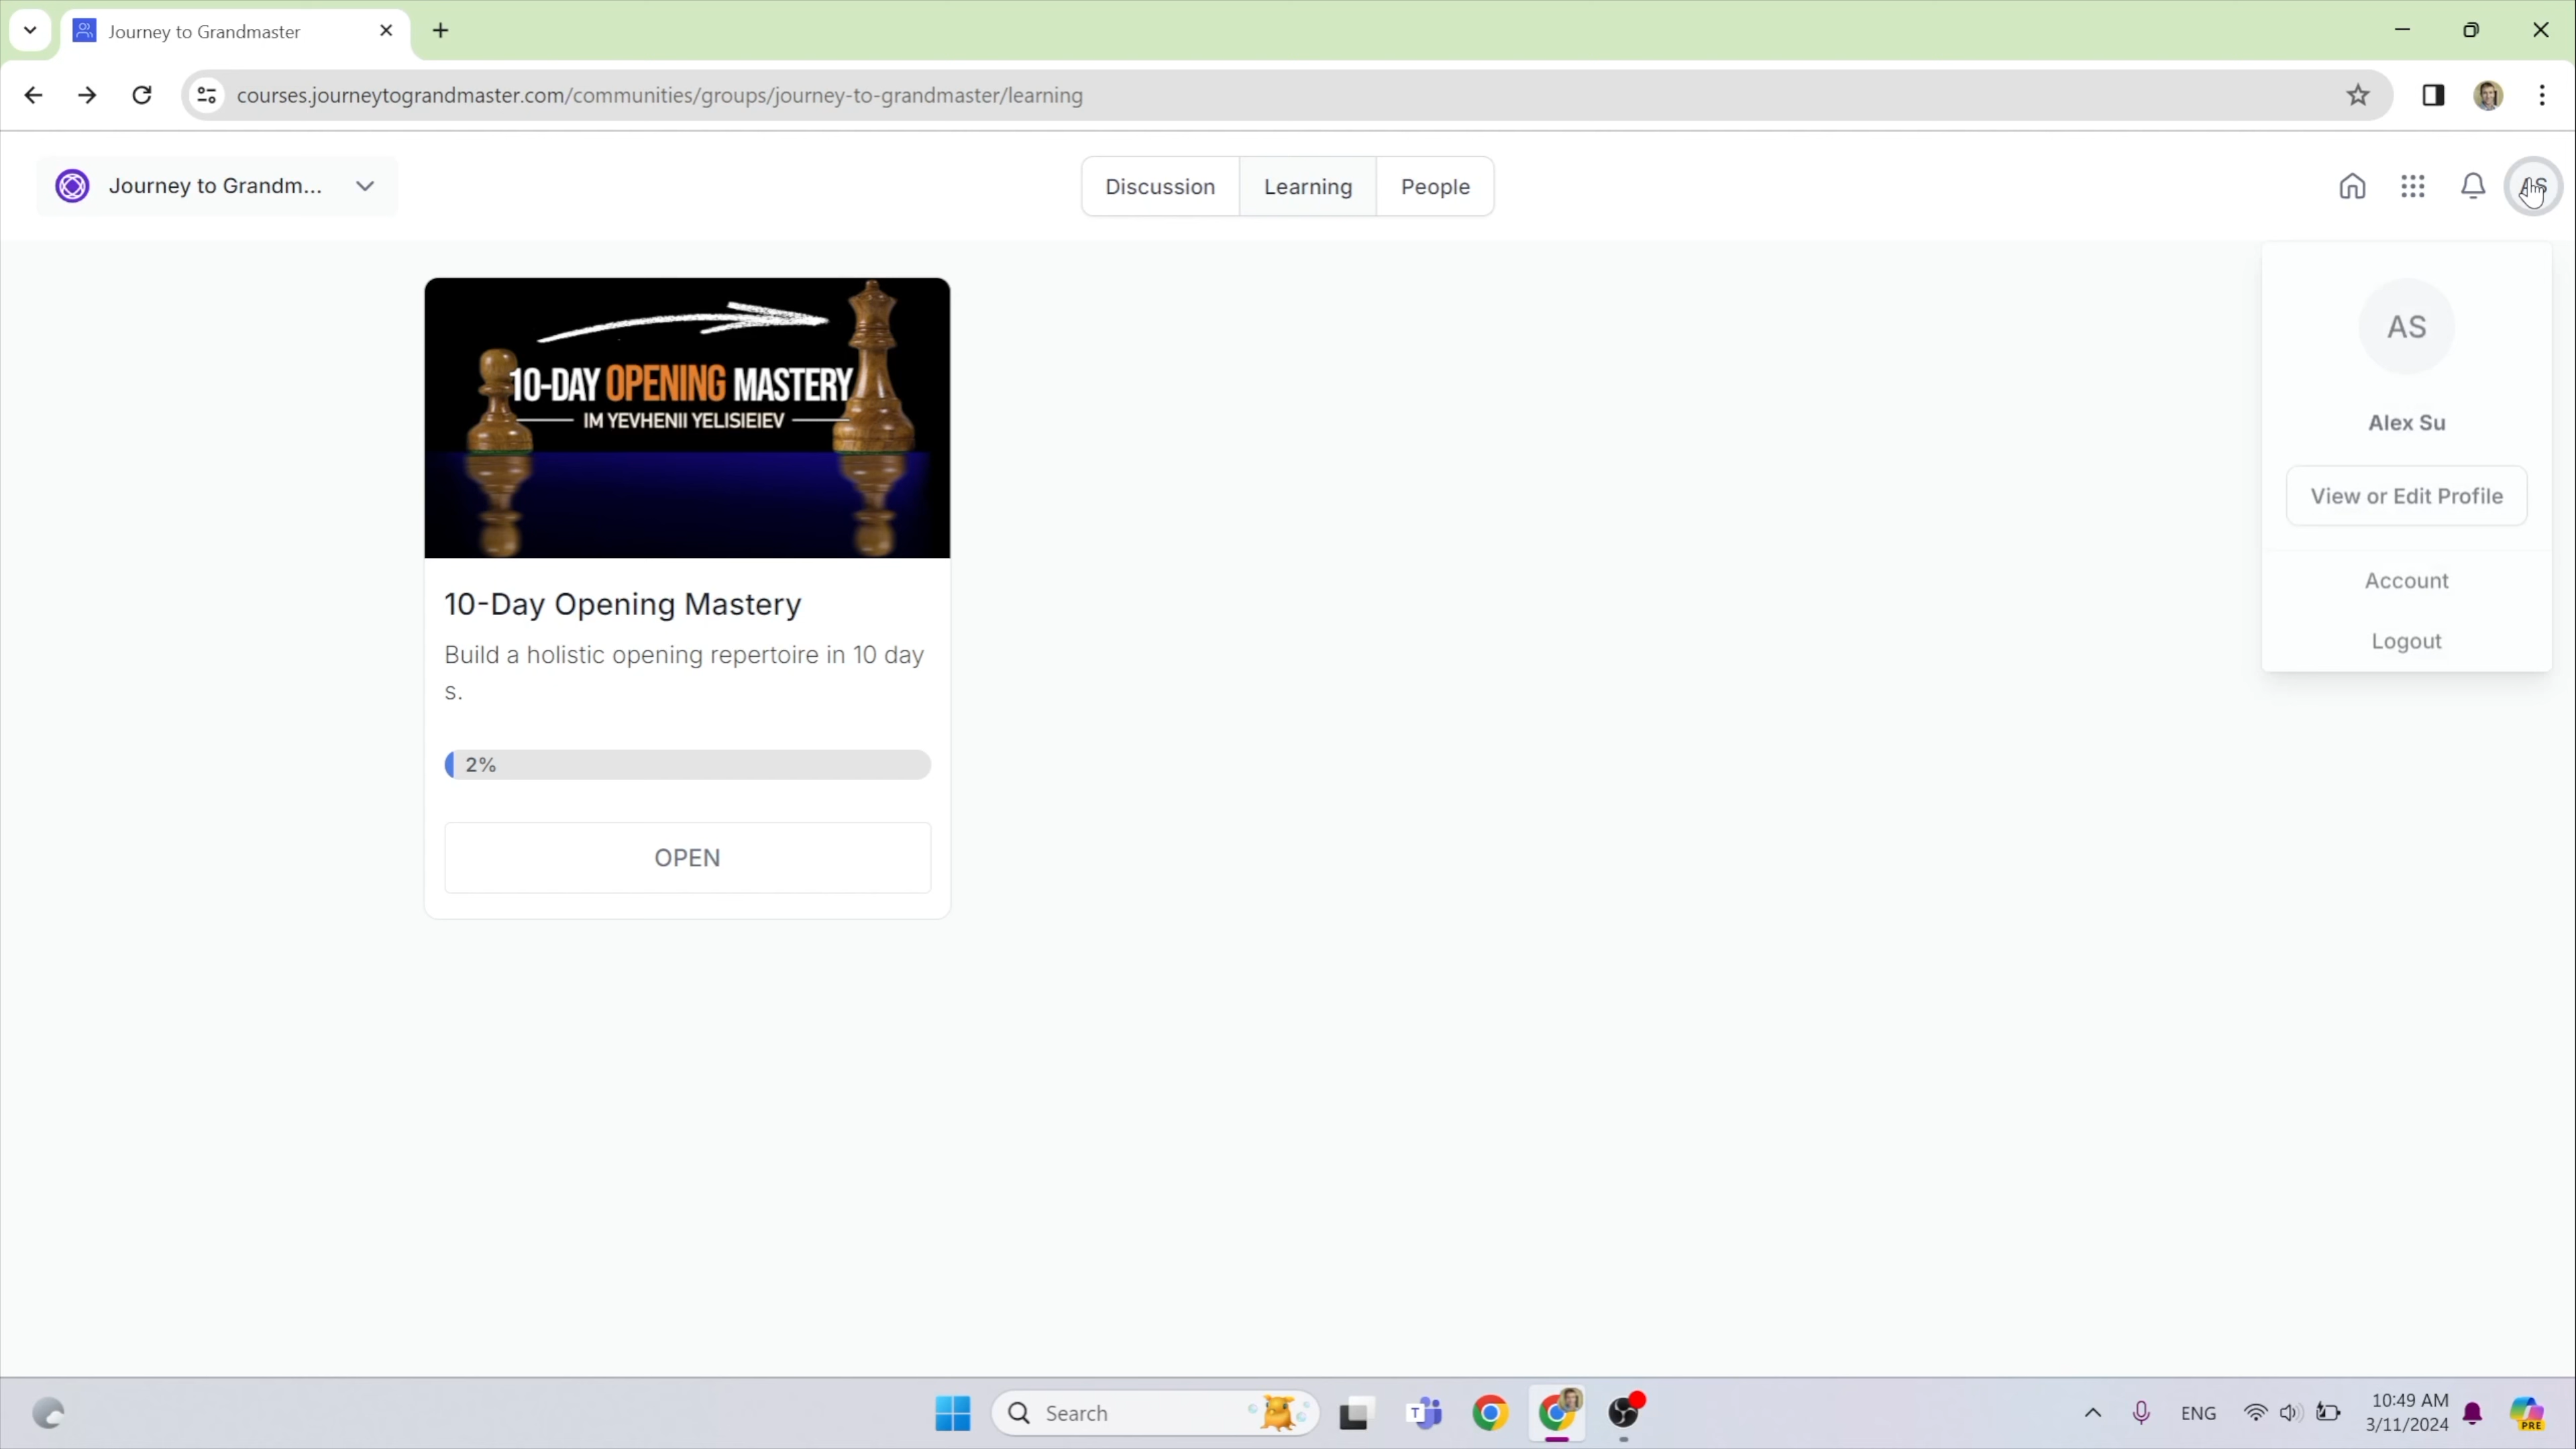 Journey to Grandmaster
courses.journeytograndmaster.com/communities/groups/journey-to-grandmaster/learning
Journey to Grandm...
Discussion
Learning
People
AS
10-DAY OPENING MASTERY
IM YEVHENII YELISIEIEV
10-Day Opening Mastery
Build a holistic opening repertoire in 10 day
s.
2%
OPEN
AS
Alex Su
View or Edit Profile
Account
Logout
Search
T
ENG
10:49 AM
3/11/2024
PRE